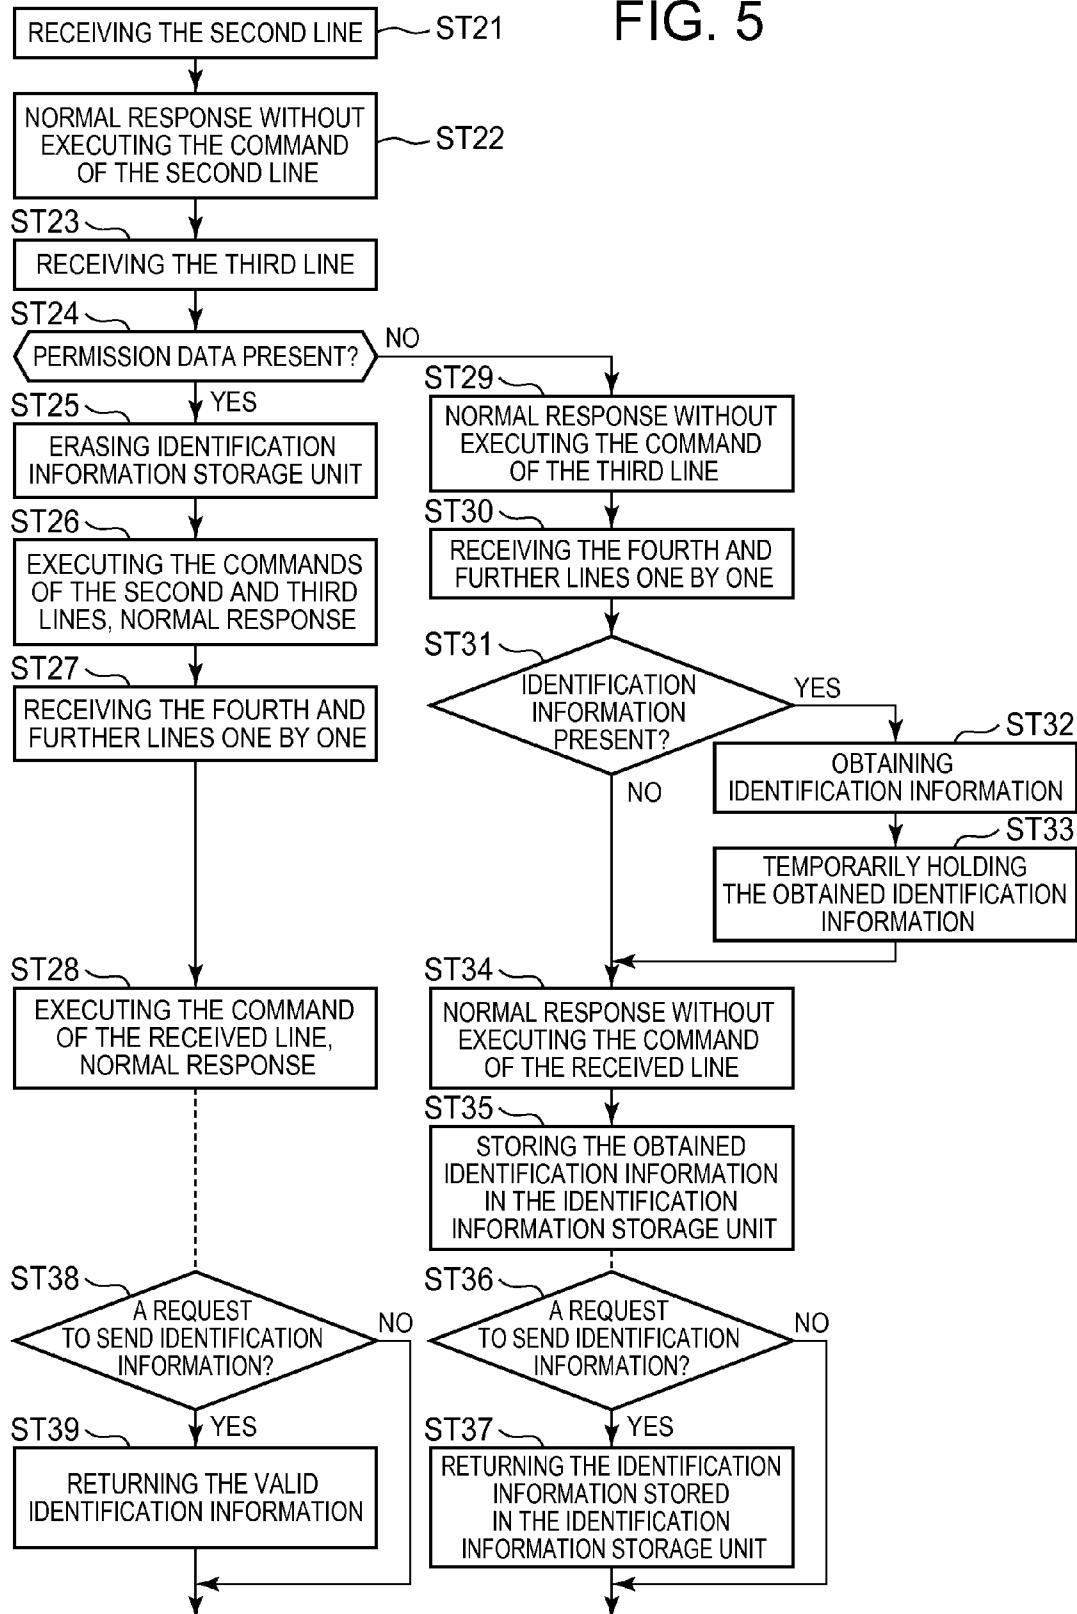 FIG. 5
ST21
RECEIVING THE SECOND LINE
ST22
NORMAL RESPONSE WITHOUT
EXECUTING THE COMMAND
OF THE SECOND LINE
ST23
RECEIVING THE THIRD LINE
ST24
PERMISSION DATA PRESENT?
NO
YES
ST25
ERASING IDENTIFICATION
INFORMATION STORAGE UNIT
ST26
EXECUTING THE COMMANDS
OF THE SECOND AND THIRD
LINES, NORMAL RESPONSE
ST27
RECEIVING THE FOURTH AND
FURTHER LINES ONE BY ONE
ST28
EXECUTING THE COMMAND
OF THE RECEIVED LINE,
NORMAL RESPONSE
ST38
A REQUEST
TO SEND IDENTIFICATION
INFORMATION?
NO
YES
ST39
RETURNING THE VALID
IDENTIFICATION INFORMATION
ST29
NORMAL RESPONSE WITHOUT
EXECUTING THE COMMAND
OF THE THIRD LINE
ST30
RECEIVING THE FOURTH AND
FURTHER LINES ONE BY ONE
ST31
IDENTIFICATION
INFORMATION
PRESENT?
YES
NO
ST32
OBTAINING
IDENTIFICATION INFORMATION
ST33
TEMPORARILY HOLDING
THE OBTAINED IDENTIFICATION
INFORMATION
ST34
NORMAL RESPONSE WITHOUT
EXECUTING THE COMMAND
OF THE RECEIVED LINE
ST35
STORING THE OBTAINED
IDENTIFICATION INFORMATION
IN THE IDENTIFICATION
INFORMATION STORAGE UNIT
ST36
A REQUEST
TO SEND IDENTIFICATION
INFORMATION?
NO
YES
ST37
RETURNING THE IDENTIFICATION
INFORMATION STORED
IN THE IDENTIFICATION
INFORMATION STORAGE UNIT